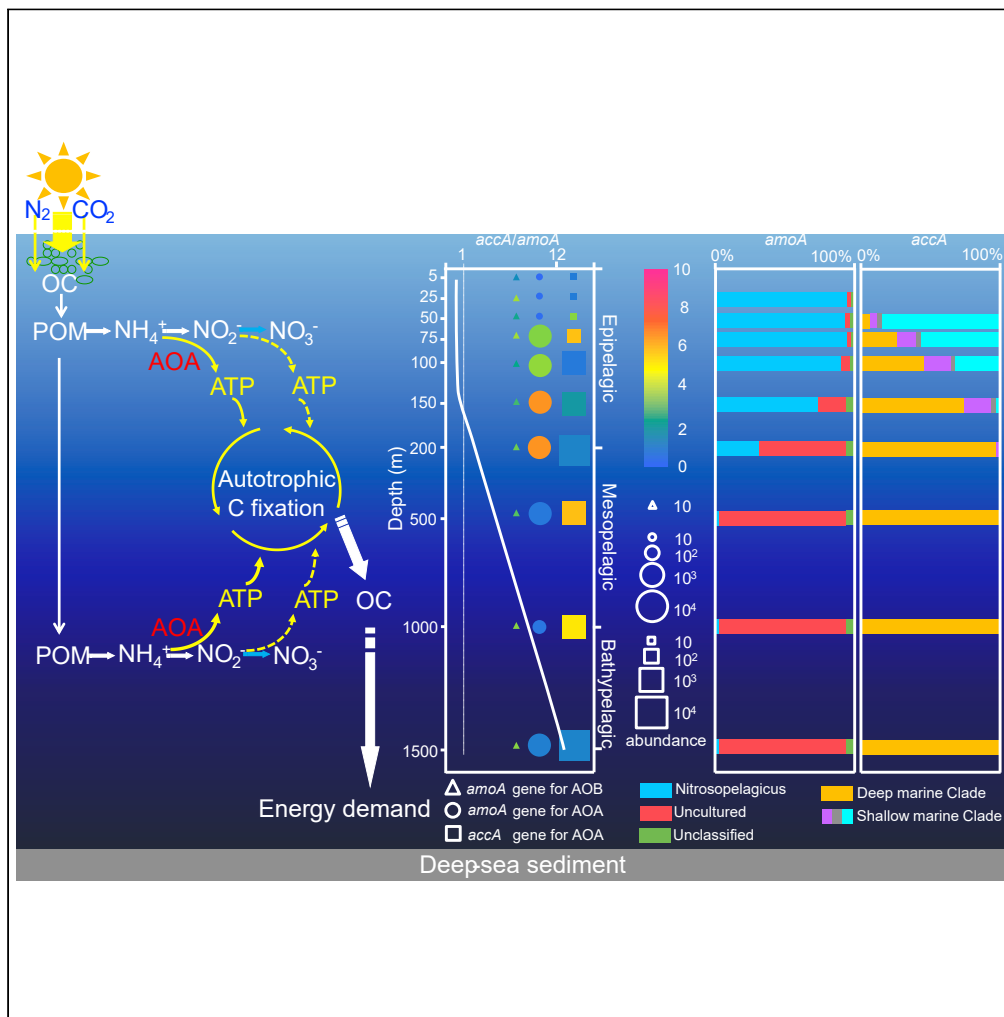 N₂ CO₂
OC
POM NH₄⁺ NO₂⁻ NO₃⁻
AOA
ATP ATP
Autotrophic
C fixation
ATP ATP
OC
AOA
POM NH₄⁺ NO₂⁻ NO₃⁻
Energy demand
accA/amoA
1 12
Depth (m)
5
25
50
75
100
150
200
500
1000
1500
Epipelagic
Mesopelagic
Bathypelagic
10
8
6
4
2
0
10
10
10²
10³
10⁴
10
10²
10³
10⁴
abundance
amoA
0% 100%
accA
0% 100%
amoA gene for AOB
amoA gene for AOA
accA gene for AOA
Nitrosopelagicus
Uncultured
Unclassified
Deep marine Clade
Shallow marine Clade
Deep-sea sediment